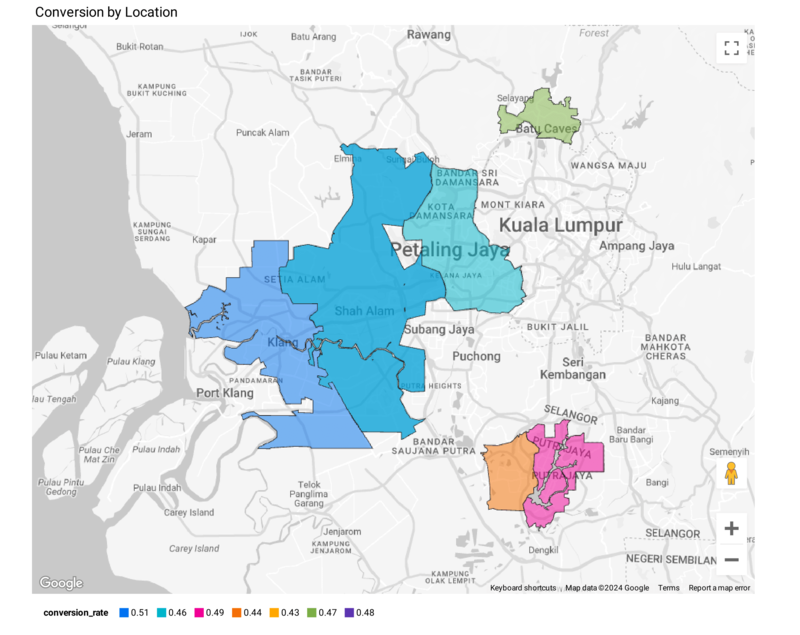 Conversion by Location
Selangor
IJOK
Batu Arang
Rawang
Forest
Bukit Rotan
BANDAR
TASIK PUTERI
KAMPUNG
BUKIT KUCHING
Selayang
Jeram
Puncak Alam
Batu Caves
Elmina
Sungai Buloh
WANGSA MAJU
BANDAR SRI
DAMANSARA
KOTA
DAMANSARA
MONT KIARA
KAMPUNG
SUNGAI
SERDANG
Kuala Lumpur
Kapar
Petaling Jaya
Ampang Jaya
Hulu Langat
SETIA ALAM
KELANA JAYA
Shah Alam
Subang Jaya
BUKIT JALIL
Klang
BANDAR
MAHKOTA
CHERAS
Pulau Ketam
Pulau Klang
Puchong
Seri
Kembangan
PANDAMARAN
PUTRA HEIGHTS
Port Klang
ulau Tengah
Kajang
SELANGOR
BANDAR
SAUJANA PUTRA
Bandar
Baru Bangi
PUTRAJAYA
Pulau Che
Mat Zin
Pulau Indah
Semenyih
PUTRAJAYA
Pulau Pintu
Gedong
Pulau Indah
Telok
Panglima
Garang
Bangi
Carey Island
Jenjarom
SELANGOR
Carey Island
KAMPUNG
JENJAROM
Dengkil
NEGERI SEMBILAN
KAMPUNG
OLAK LEMPIT
Google
Keyboard shortcuts
Map data ©2024 Google
Terms
Report a map error
conversion_rate 0.51 0.46 0.49 0.44 0.43 0.47 0.48